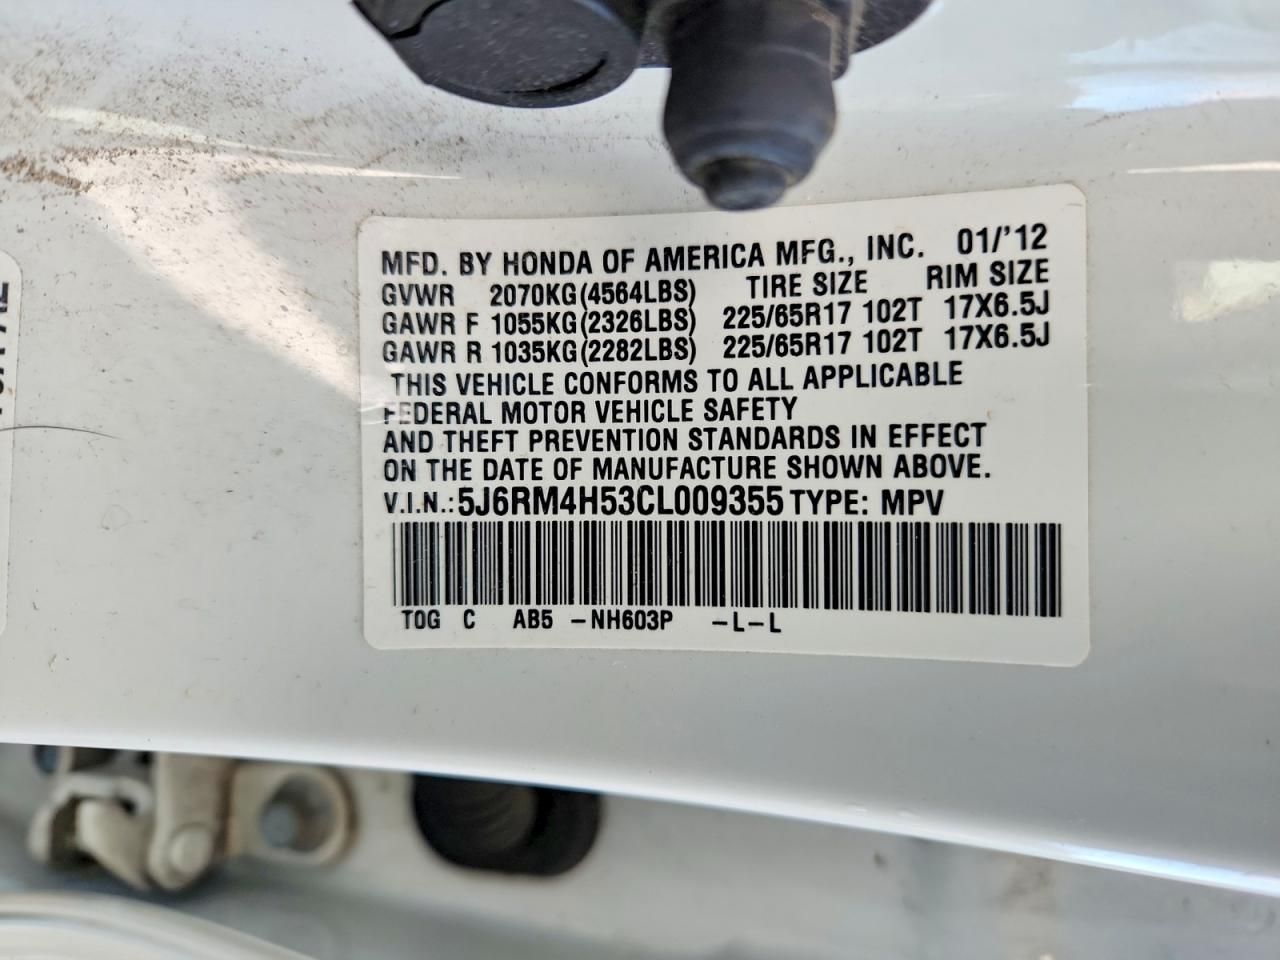 MFD. BY HONDA OF AMERICA MFG., INC. 01/'12
GVWR 2070KG(4564LBS) TIRE SIZE RIM SIZE
GAWR F 1055KG(2326LBS) 225/65R17 102T 17X6.5J
GAWR R 1035KG(2282LBS) 225/65R17 102T 17X6.5J
THIS VEHICLE CONFORMS TO ALL APPLICABLE
FEDERAL MOTOR VEHICLE SAFETY
AND THEFT PREVENTION STANDARDS IN EFFECT
ON THE DATE OF MANUFACTURE SHOWN ABOVE.
V.I.N.: 5J6RM4H53CL009355 TYPE: MPV
TOG C AB5 -NH603P -L-L